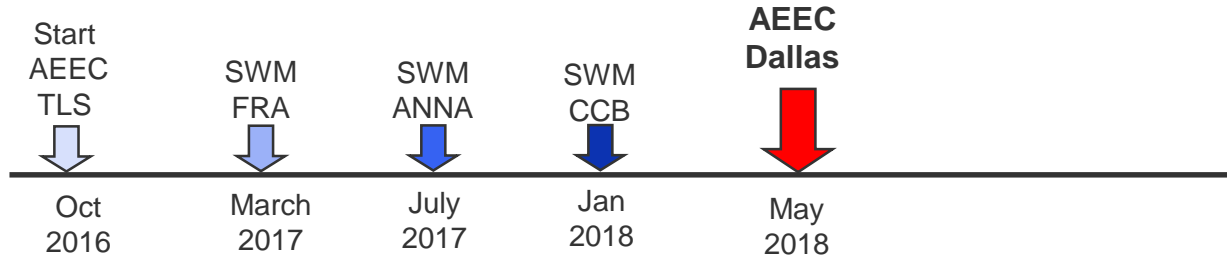 Start
AEEC
TLS
SWM
FRA
SWM
ANNA
SWM
CCB
AEEC
Dallas
Oct
2016
March
2017
July
2017
Jan
2018
May
2018